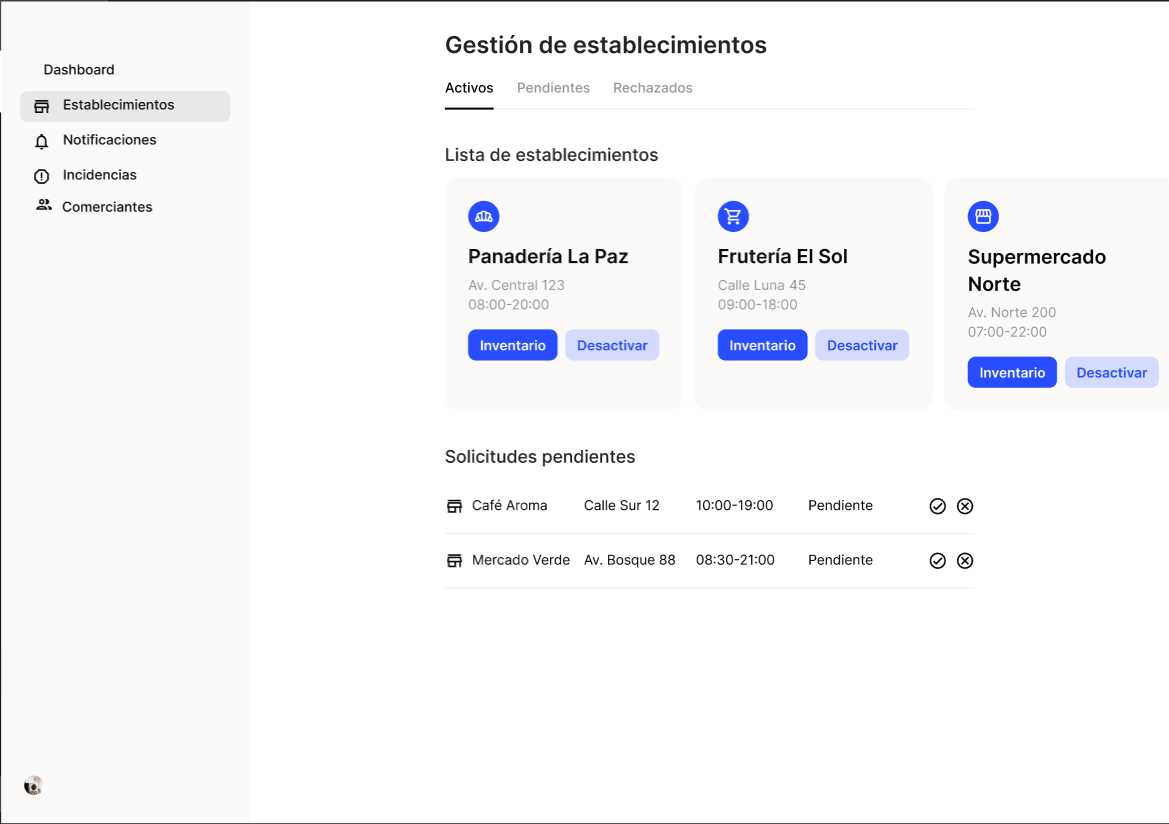 Dashboard
Establecimientos
Notificaciones
Incidencias
Comerciantes
Gestión de establecimientos
Activos Pendientes Rechazados
Lista de establecimientos
Panadería La Paz
Av. Central 123
08:00-20:00
Inventario Desactivar
Frutería El Sol
Calle Luna 45
09:00-18:00
Inventario Desactivar
Supermercado
Norte
Av. Norte 200
07:00-22:00
Inventario Desactivar
Solicitudes pendientes
Café Aroma Calle Sur 12 10:00-19:00 Pendiente
Mercado Verde Av. Bosque 88 08:30-21:00 Pendiente